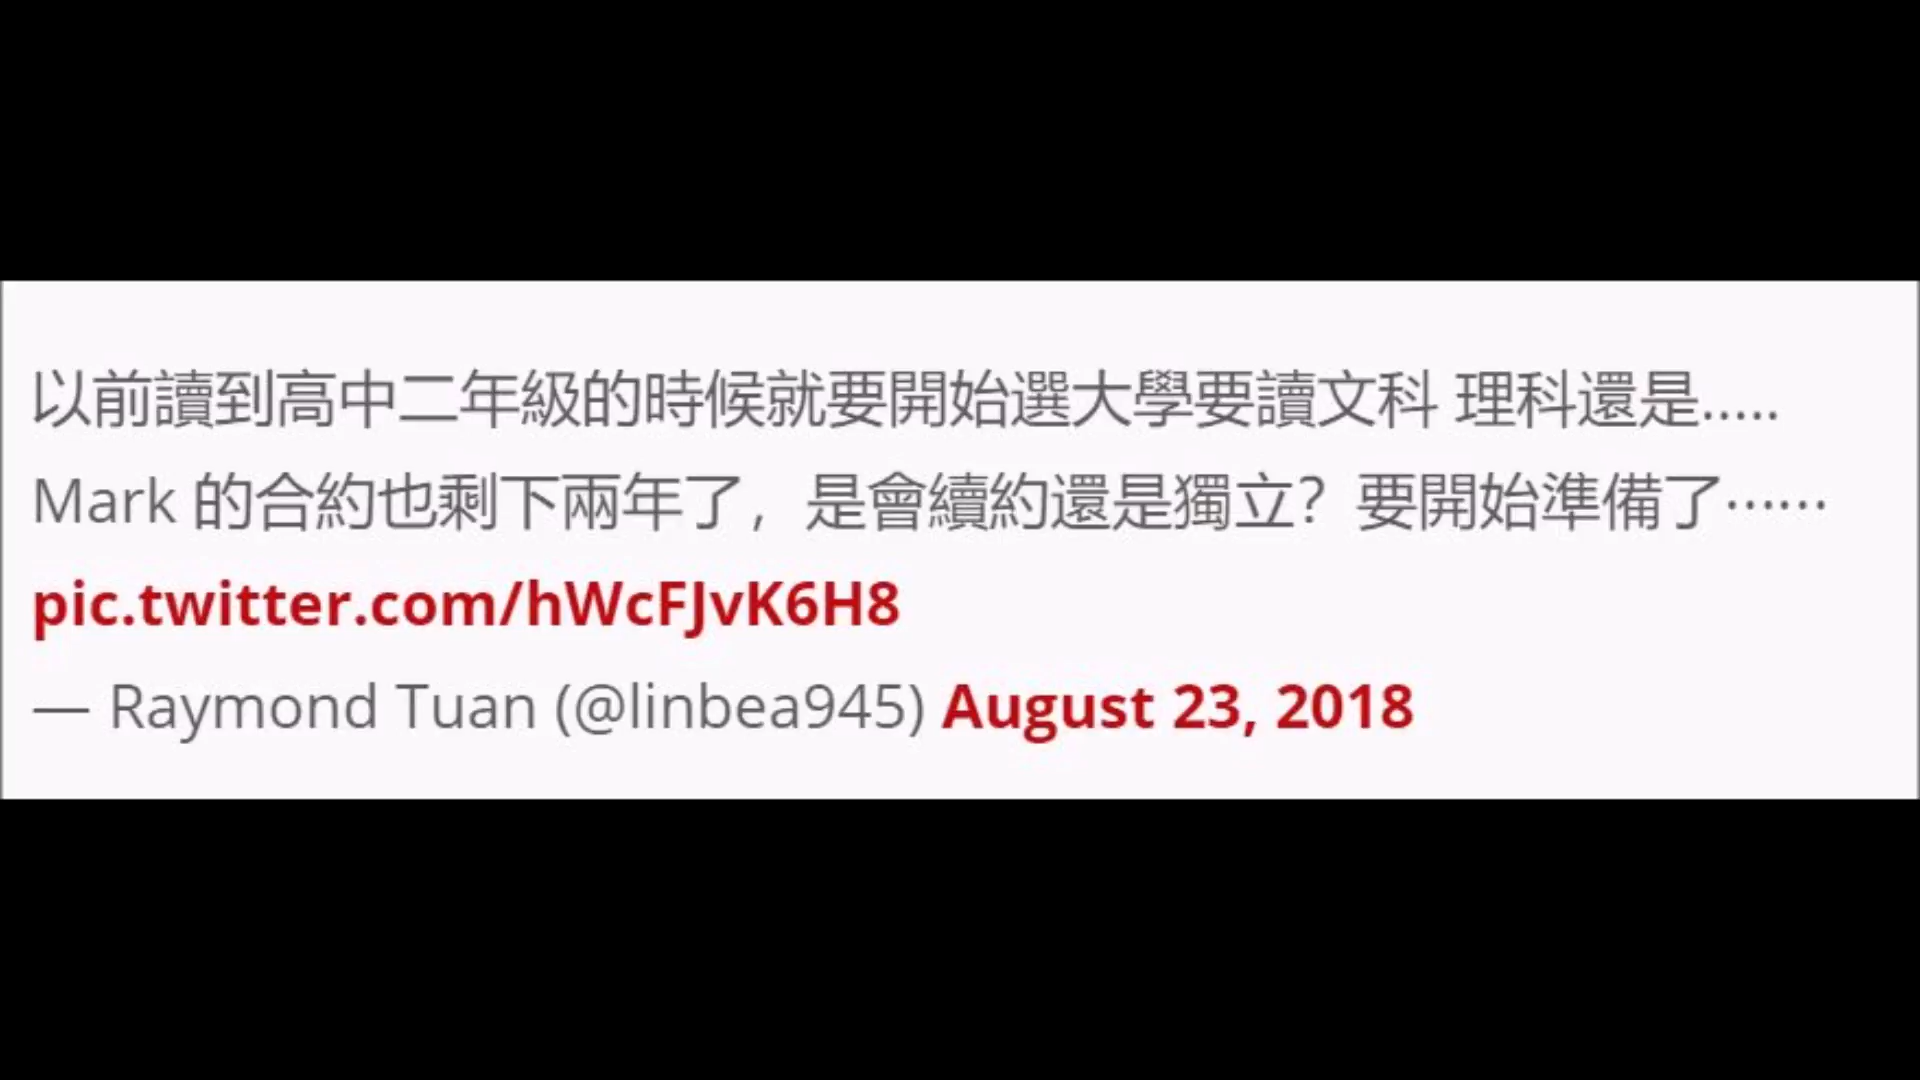 以前讀到高中二年級的時候就要開始選大學要讀文科 理科還是.....
Mark 的合約也剩下兩年了，是會續約還是獨立？要開始準備了⋯⋯
pic.twitter.com/hWcFJvK6H8
— Raymond Tuan (@linbea945) August 23, 2018